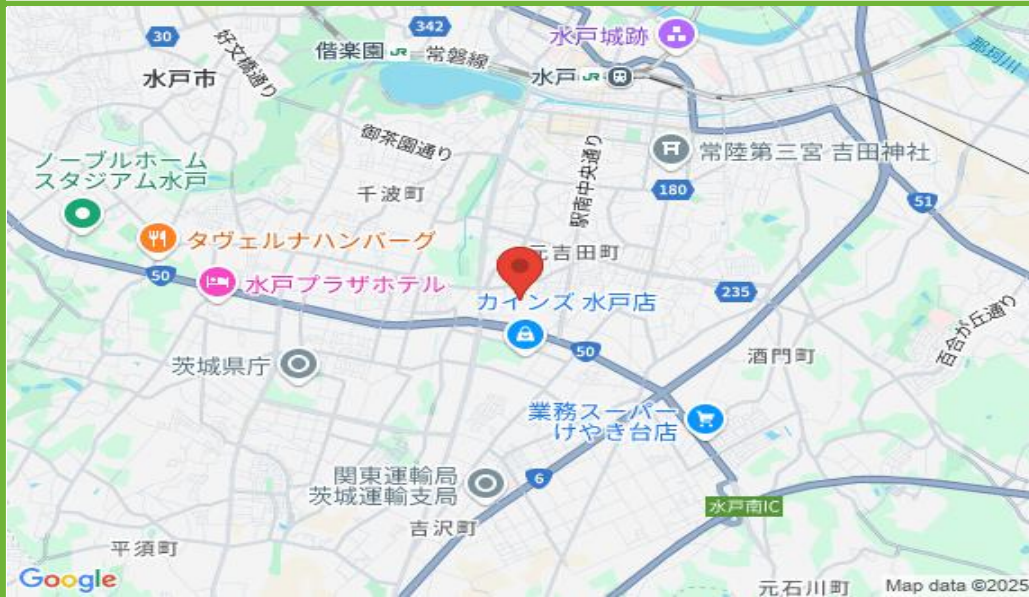 342
30
好文橋通り
偕楽園 JR
常磐線
水戸城跡
那珂川
水戸市
水戸 JR
御茶園通り
駅南中央通り
常陸第三宮 吉田神社
ノーブルホーム
スタジアム水戸
千波町
180
51
タヴェルナハンバーグ
元吉田町
50
水戸プラザホテル
235
カインズ 水戸店
百合が丘通り
50
茨城県庁
酒門町
業務スーパー
けやき台店
関東運輸局
茨城運輸支局
6
水戸南IC
吉沢町
平須町
Google
元石川町
Map data ©2025